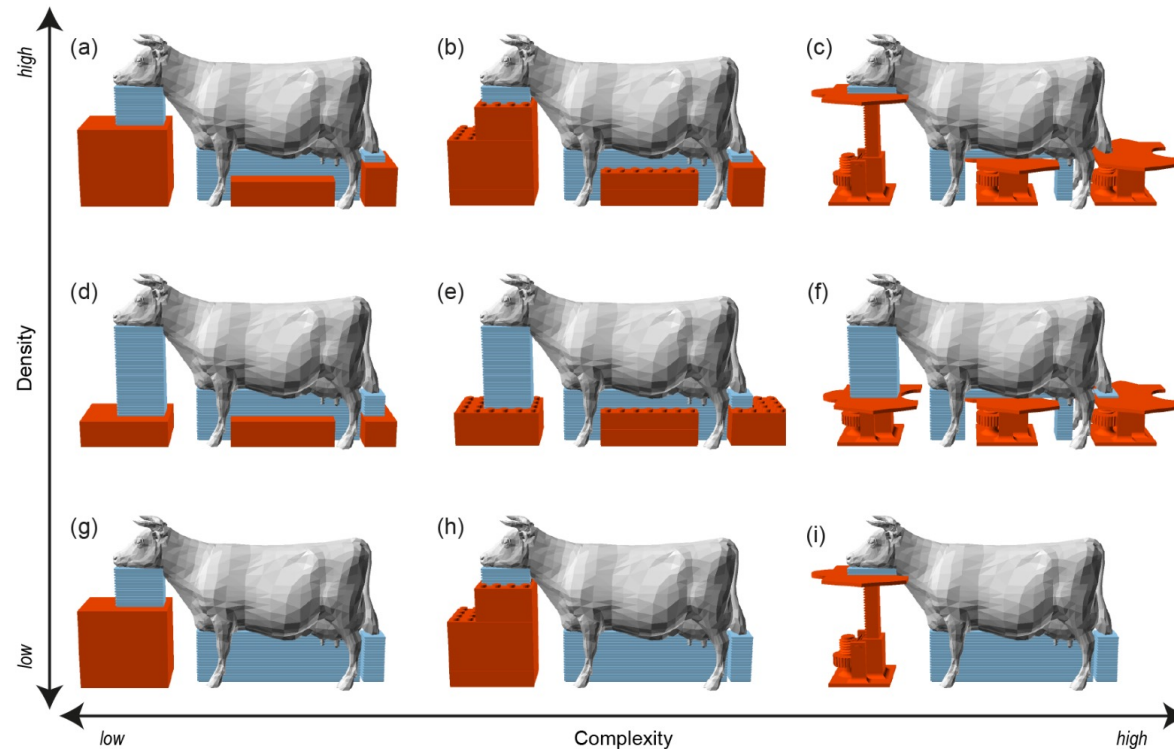 high
(a)
(b)
(c)
Density
(d)
(e)
(f)
(g)
(h)
(i)
low
low
Complexity
high